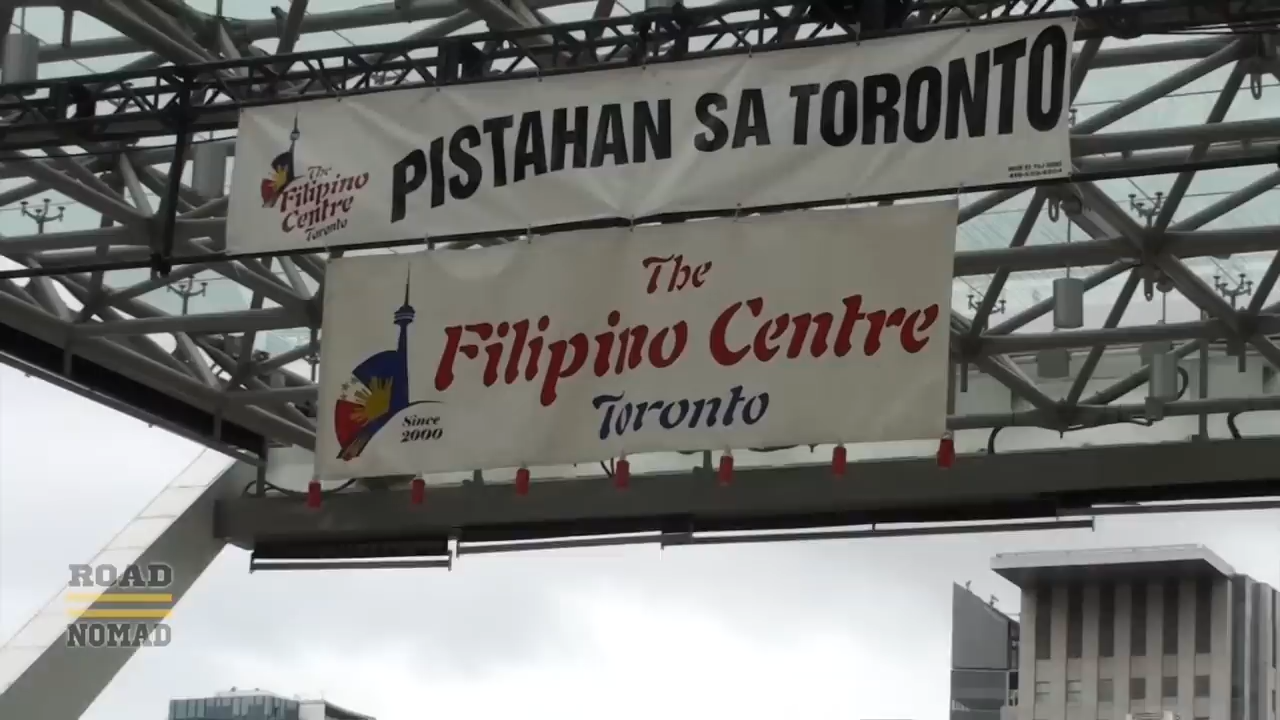 PISTAHAN SA TORONTO
The
Filipino
Centre
Toronto
The
Filipino Centre
Toronto
Since
2000
ROAD
NOMAD